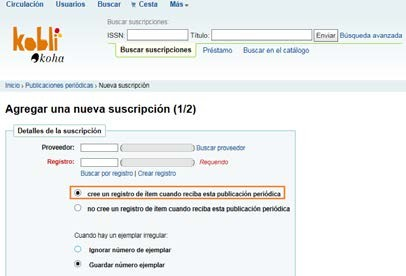 Circulación Usuarios Buscar Cesta Más
kobli
koha
Buscar suscripciones
ISSN: Título: Enviar Búsqueda avanzada
Buscar suscripciones Préstamo Buscar en el catálogo
Inicio › Publicaciones periódicas › Nueva suscripción
Agregar una nueva suscripción (1/2)
Detalles de la suscripción
Proveedor: ( ) Buscar proveedor
Registro: ( ) Requerido
Buscar por registro | Crear registro
cree un registro de ítem cuando reciba esta publicación periódica
no cree un registro de ítem cuando reciba esta publicación periódica
Cuando hay un ejemplar irregular:
Ignorar número de ejemplar
Guardar número de ejemplar